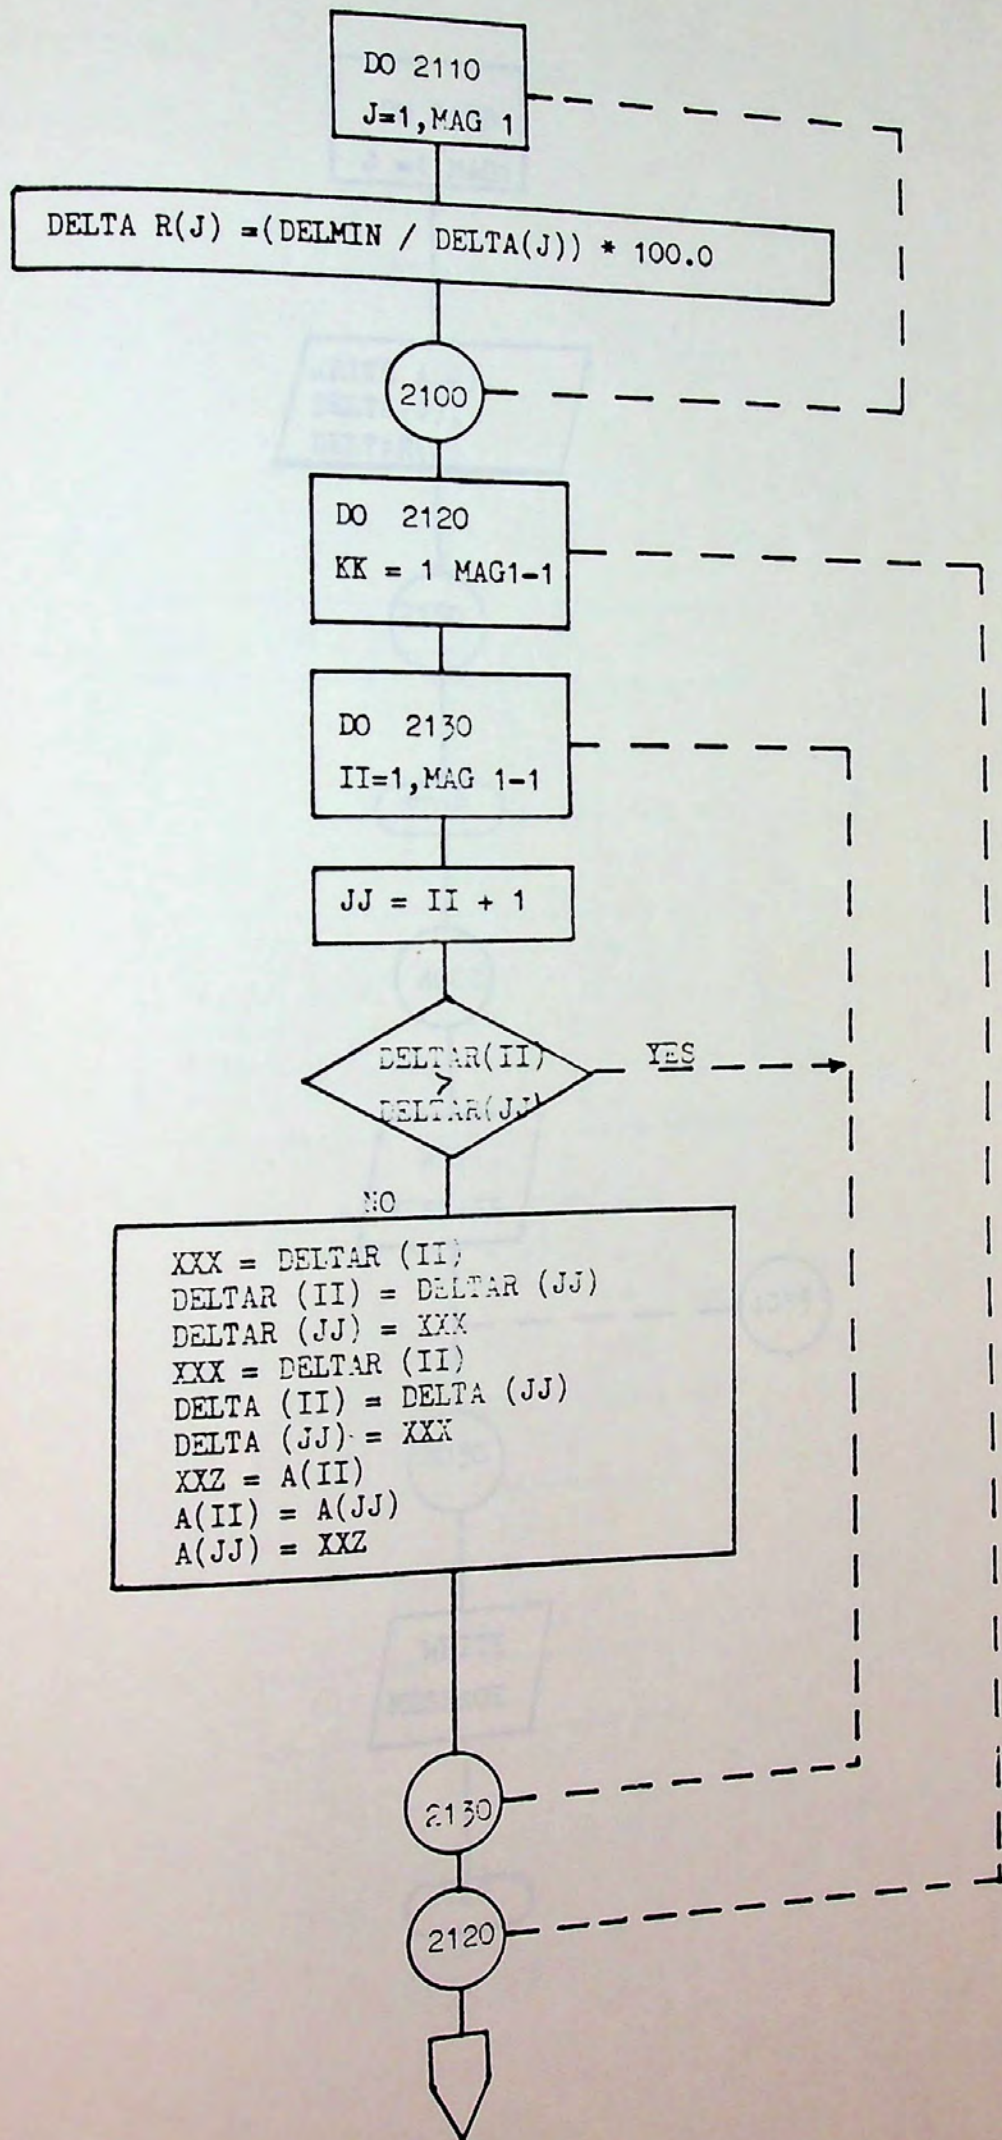 DO 2110
J=1,MAG 1
DELTA R(J) =(DELMIN / DELTA(J)) * 100.0
2100
DO 2120
KK = 1 MAG1-1
DO 2130
II=1,MAG 1-1
JJ = II + 1
DELTAR(II)
>
DELTAR(JJ)
YES
NO
XXX = DELTAR (II)
DELTAR (II) = DELTAR (JJ)
DELTAR (JJ) = XXX
XXX = DELTAR (II)
DELTA (II) = DELTA (JJ)
DELTA (JJ) = XXX
XXZ = A(II)
A(II) = A(JJ)
A(JJ) = XXZ
2130
2120